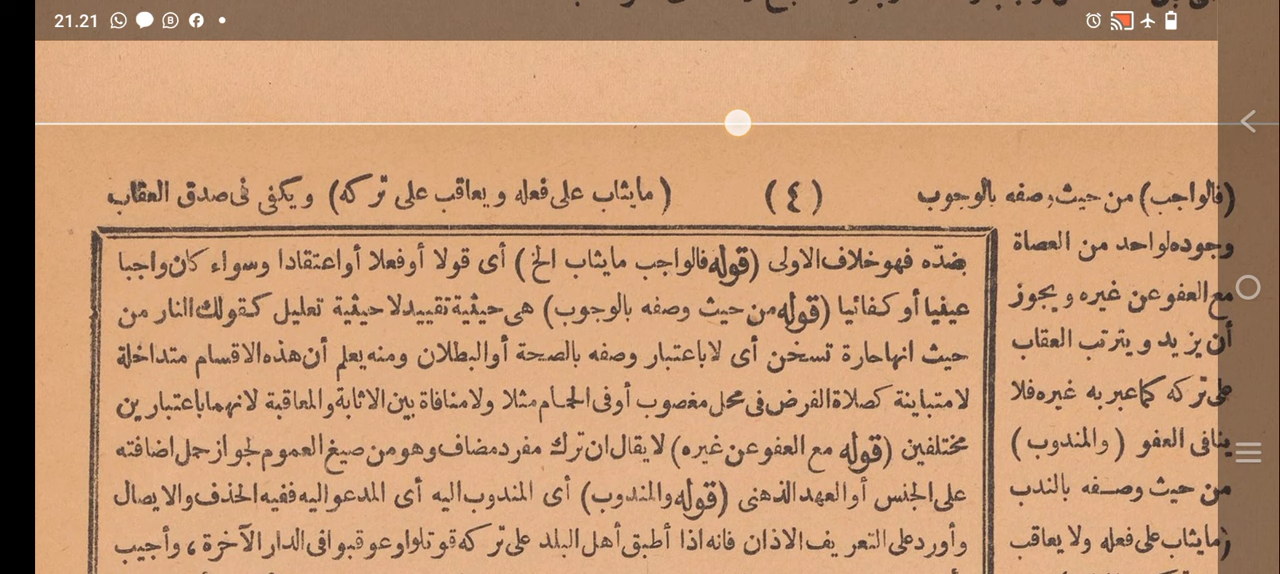 21.21
(فالواجب) من حيث وصفه بالوجوب (٤) (ما يثاب على فعله ويعاقب على تركه) ويكفي في صدق العقاب
وجوده لواحد من العصاة
مع العفو عن غيره ويجوز
أن يزيد ويترتب العقاب
على تركه كما عبر به غيره فلا
ينافى العفو (والمندوب)
من حيث وصفه بالندب
(ما يثاب على فعله ولا يعاقب
بضدّه فهو خلاف الاولى (قوله فالواجب ما يثاب الخ) أى قولا أو فعلا أو اعتقادا وسواء كان واجبا
عينيا أو كفائيا (قوله من حيث وصفه بالوجوب) هى حيثية تقييد لا حيثية تعليل كقولك النار من
حيث انها حارة تسخن أى لا باعتبار وصفه بالصحة أو البطلان ومنه يعلم أن هذه الاقسام متداخلة
لا متباينة كصلاة الفرض فى محل مغصوب أو فى الحمام مثلا ولا منافاة بين الاثابة والمعاقبة لانهما باعتبارين
مختلفين (قوله مع العفو عن غيره) لا يقال ان ترك مفرد مضاف وهو من صيغ العموم لجواز حمل اضافته
على الجنس أو العهد الذهنى (قوله والمندوب) أى المندوب اليه أى المدعو اليه ففيه الحذف والايصال
وأورد على التعريف الاذان فانه اذا أطبق أهل البلد على تركه قوتلوا وعوقبوا فى الدار الآخرة، وأجيب